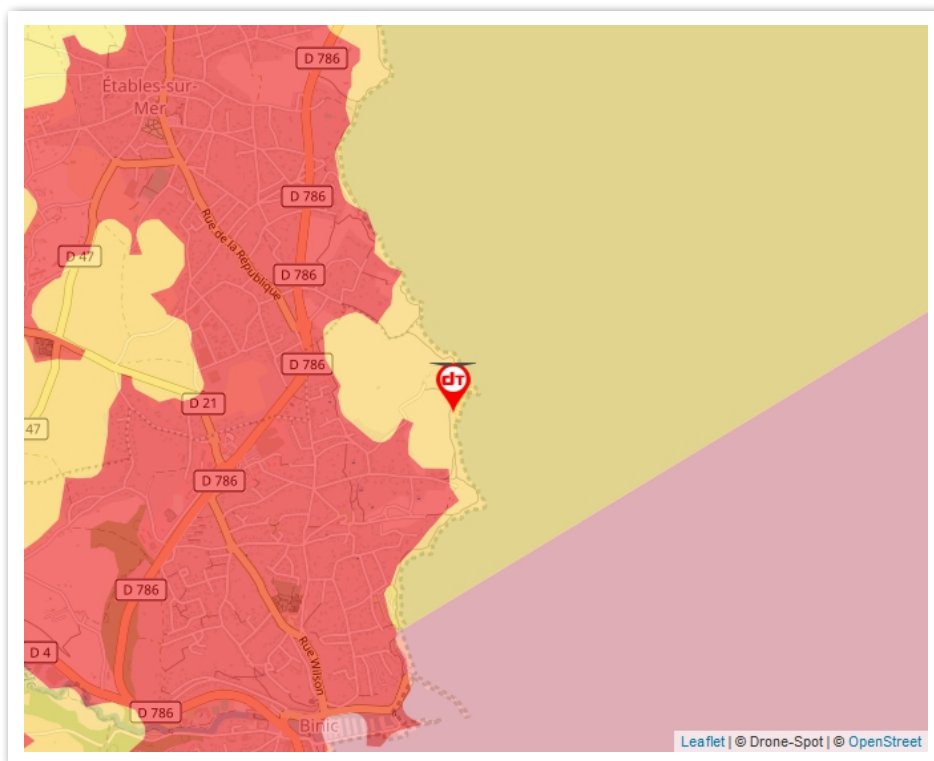 D 786
Étables-sur-
Mer
D 786
Rue de la République
D 47
D 786
D 786
D 21
47
D 786
D 786
D 4
Rue Wilson
D 786
Binic
dT
Leaflet | © Drone-Spot | © OpenStreet